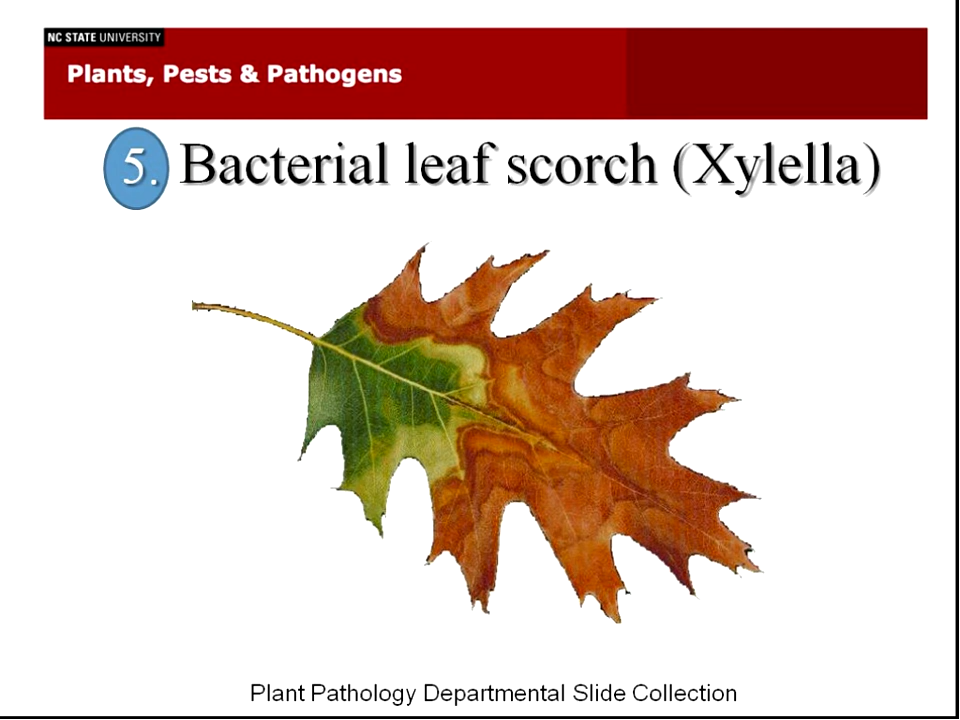 NC STATE UNIVERSITY
Plants, Pests & Pathogens
5. Bacterial leaf scorch (Xylella)
Plant Pathology Departmental Slide Collection